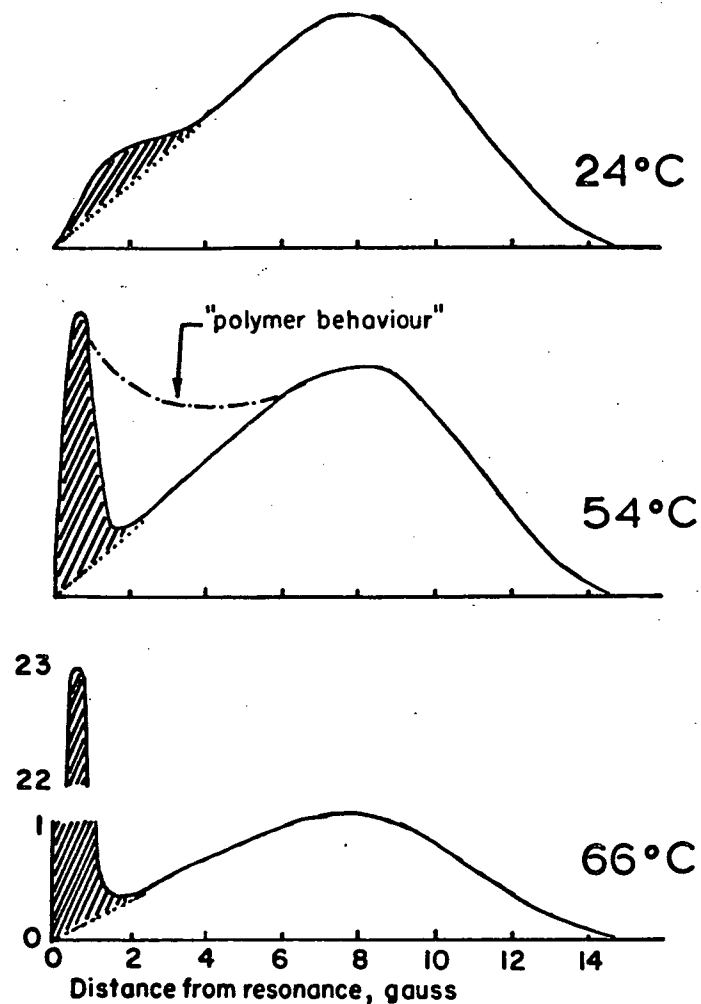 24°C
"polymer behaviour"
54°C
23
22
1
66°C
0
0 2 4 6 8 10 12 14
Distance from resonance, gauss